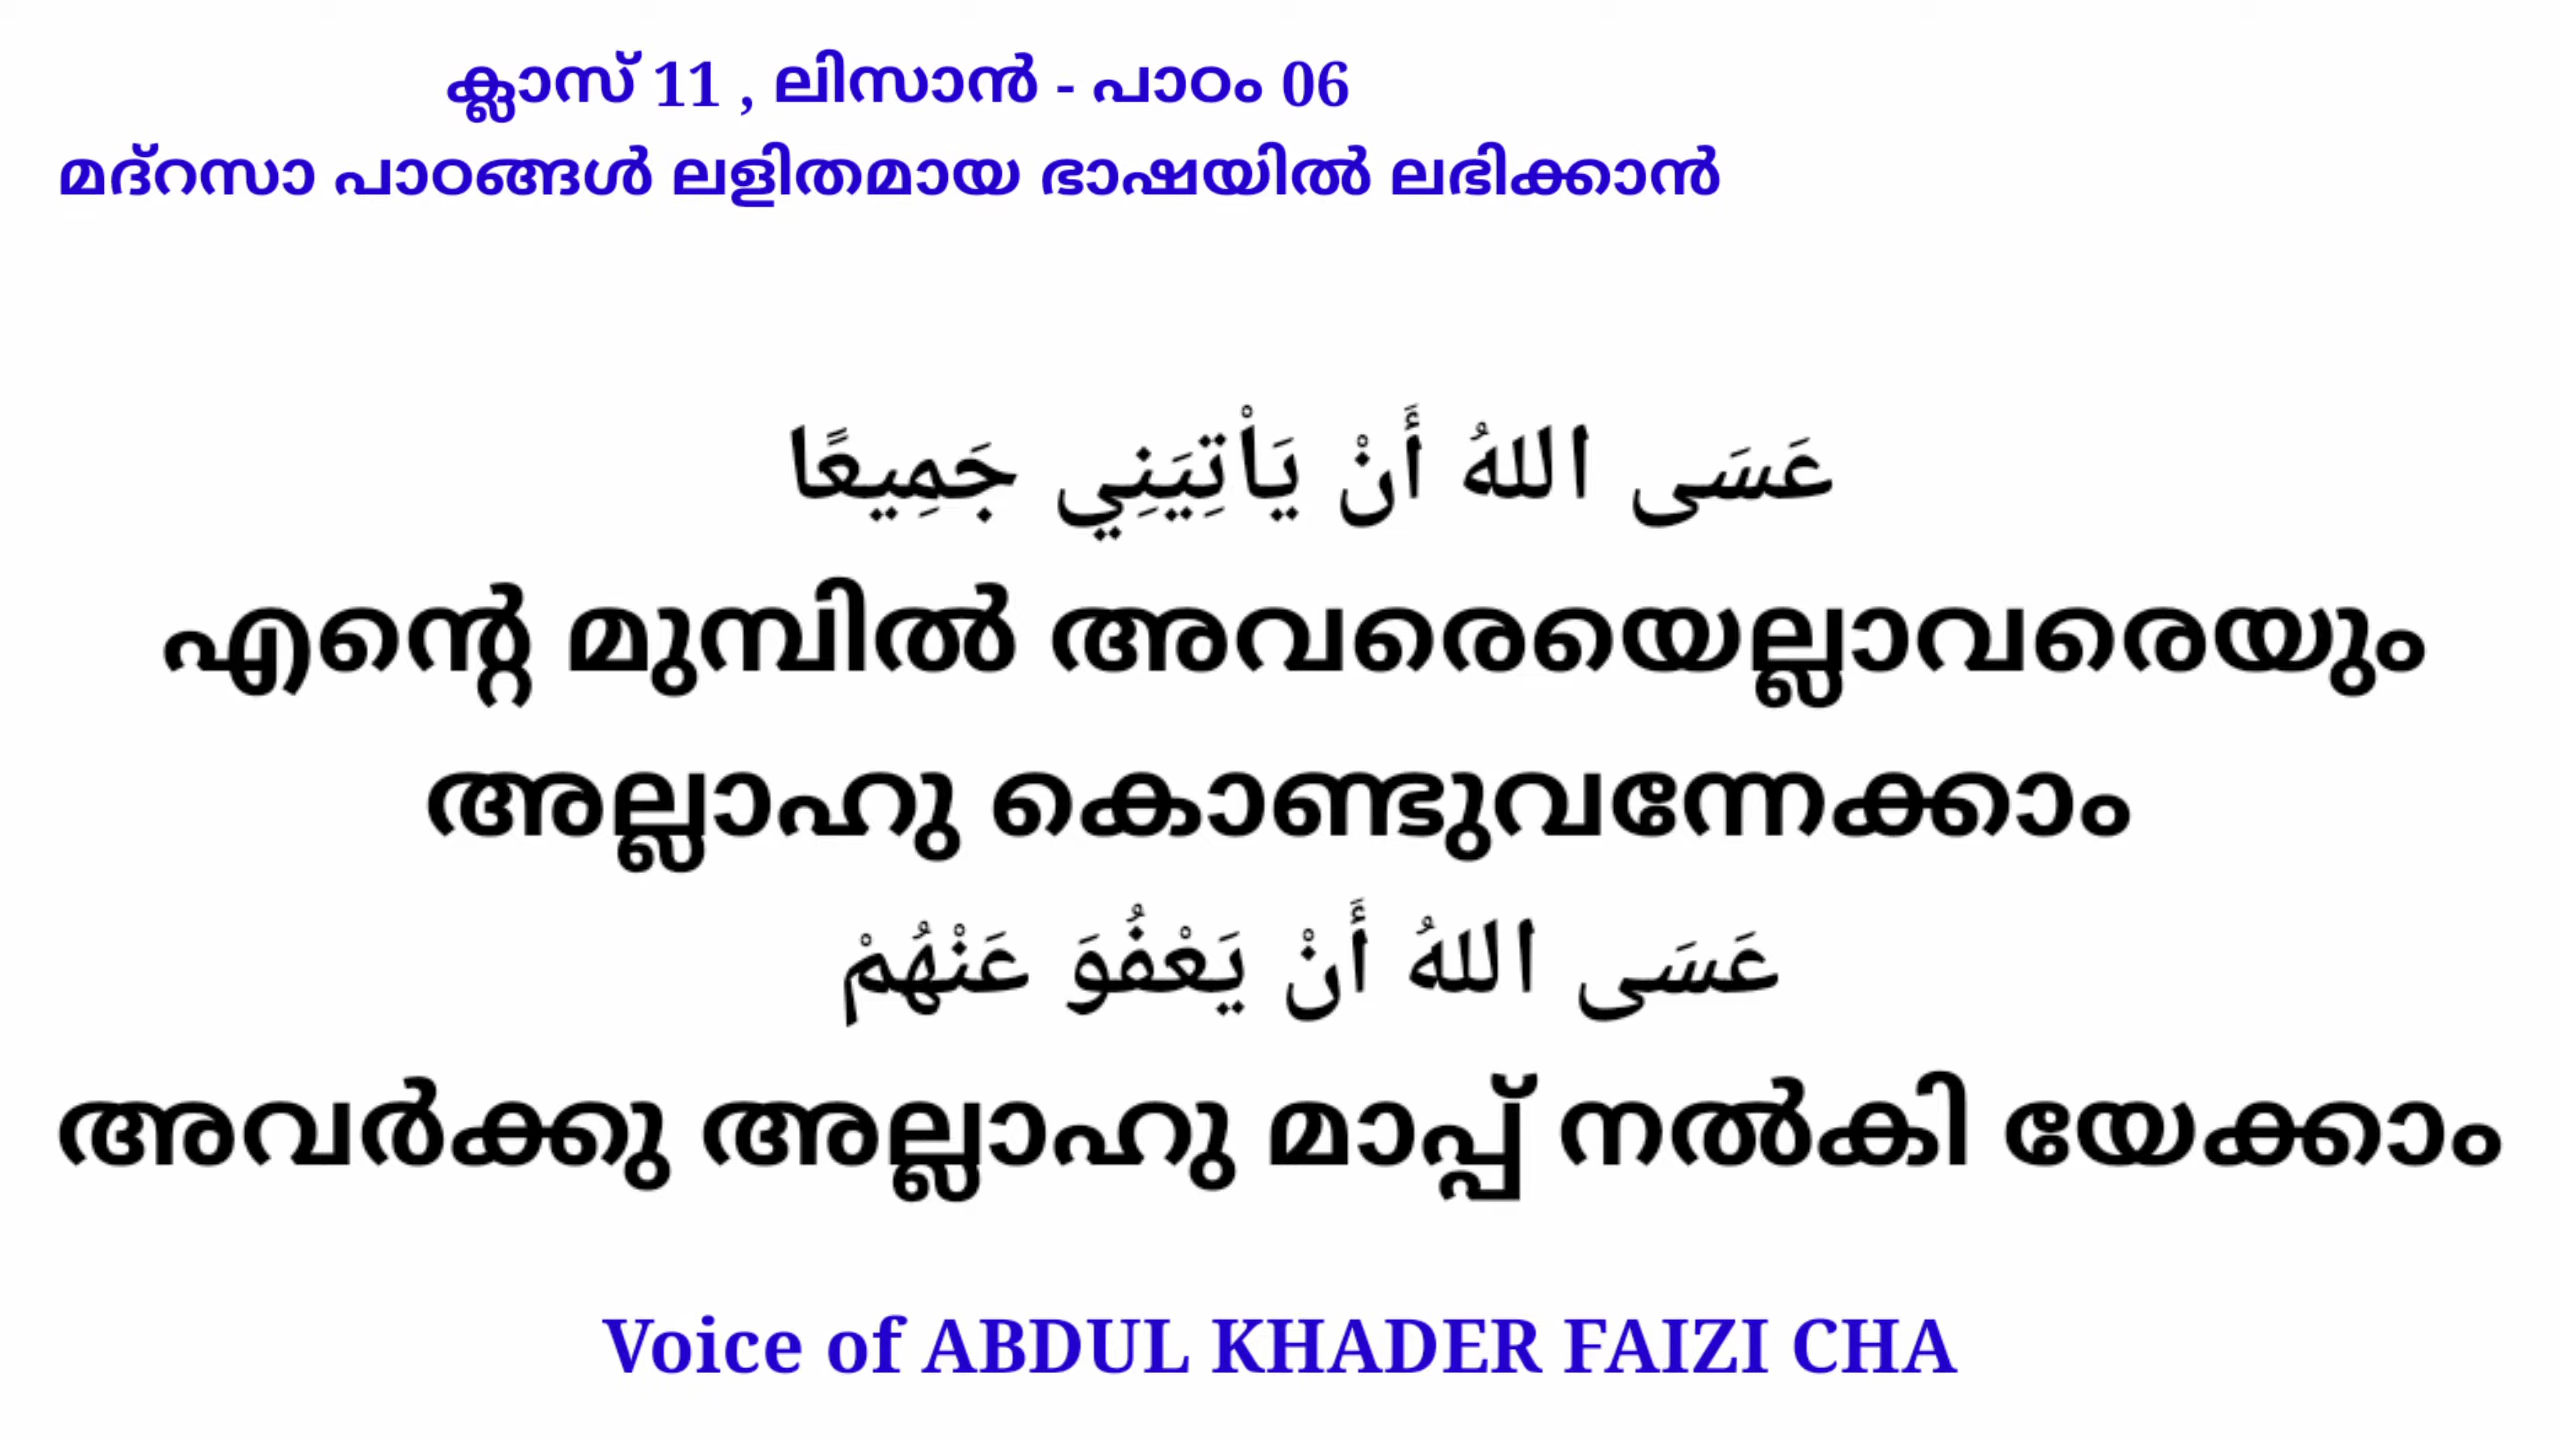 ക്ലാസ് 11 , ലിസാൻ - പാഠം 06
മദ്റസാ പാഠങ്ങൾ ലളിതമായ ഭാഷയിൽ ലഭിക്കാൻ
عَسَى اللهُ أَنْ يَاْتِيَنِي جَمِيعًا
എന്റെ മുമ്പിൽ അവരെയെല്ലാവരെയും
അല്ലാഹു കൊണ്ടുവന്നേക്കാം
عَسَى اللهُ أَنْ يَعْفُوَ عَنْهُمْ
അവർക്കു അല്ലാഹു മാപ്പ് നൽകി യേക്കാം
Voice of ABDUL KHADER FAIZI CHA